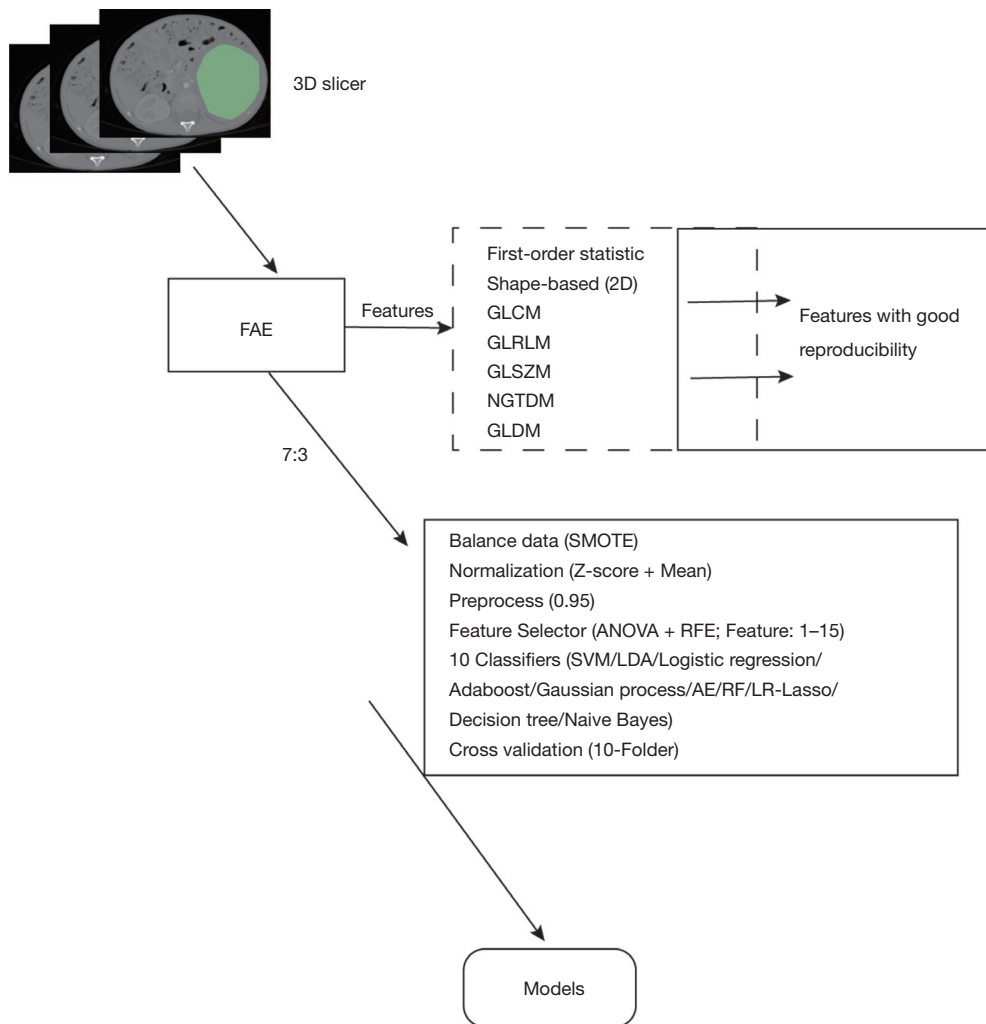 3D slicer
FAE
Features
First-order statistic
Shape-based (2D)
GLCM
GLRLM
GLSZM
NGTDM
GLDM
Features with good
reproducibility
7:3
Balance data (SMOTE)
Normalization (Z-score + Mean)
Preprocess (0.95)
Feature Selector (ANOVA + RFE; Feature: 1–15)
10 Classifiers (SVM/LDA/Logistic regression/
Adaboost/Gaussian process/AE/RF/LR-Lasso/
Decision tree/Naive Bayes)
Cross validation (10-Folder)
Models